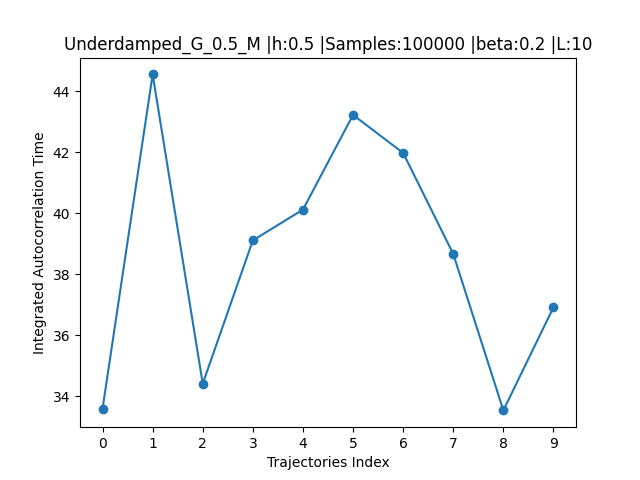 Underdamped_G_0.5_M |h:0.5 |Samples:100000 |beta:0.2 |L:10
Integrated Autocorrelation Time
44
42
40
38
36
34
0 1 2 3 4 5 6 7 8 9
Trajectories Index